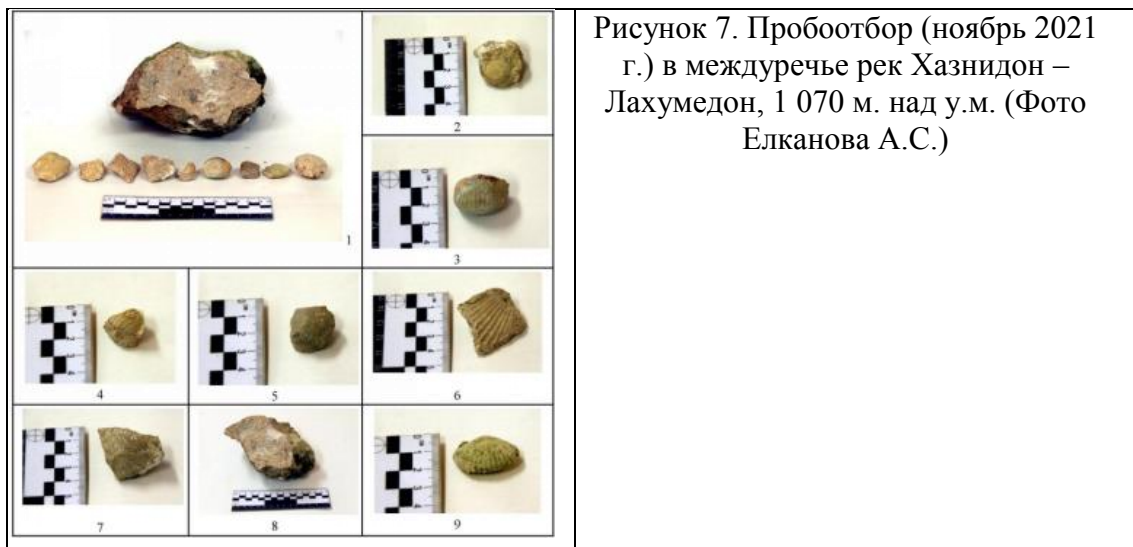 Рисунок 7. Пробоотбор (ноябрь 2021
г.) в междуречье рек Хазнидон –
Лахумедон, 1 070 м. над у.м. (Фото
Елканова А.С.)
1
2
3
4
5
6
7
8
9